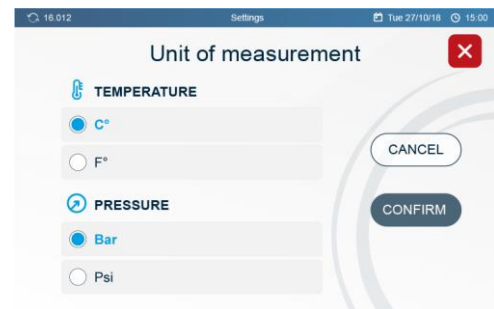 16.012 Settings Tue 27/10/18 15:00
Unit of measurement
TEMPERATURE
C°
F°
CANCEL
PRESSURE
CONFIRM
Bar
Psi